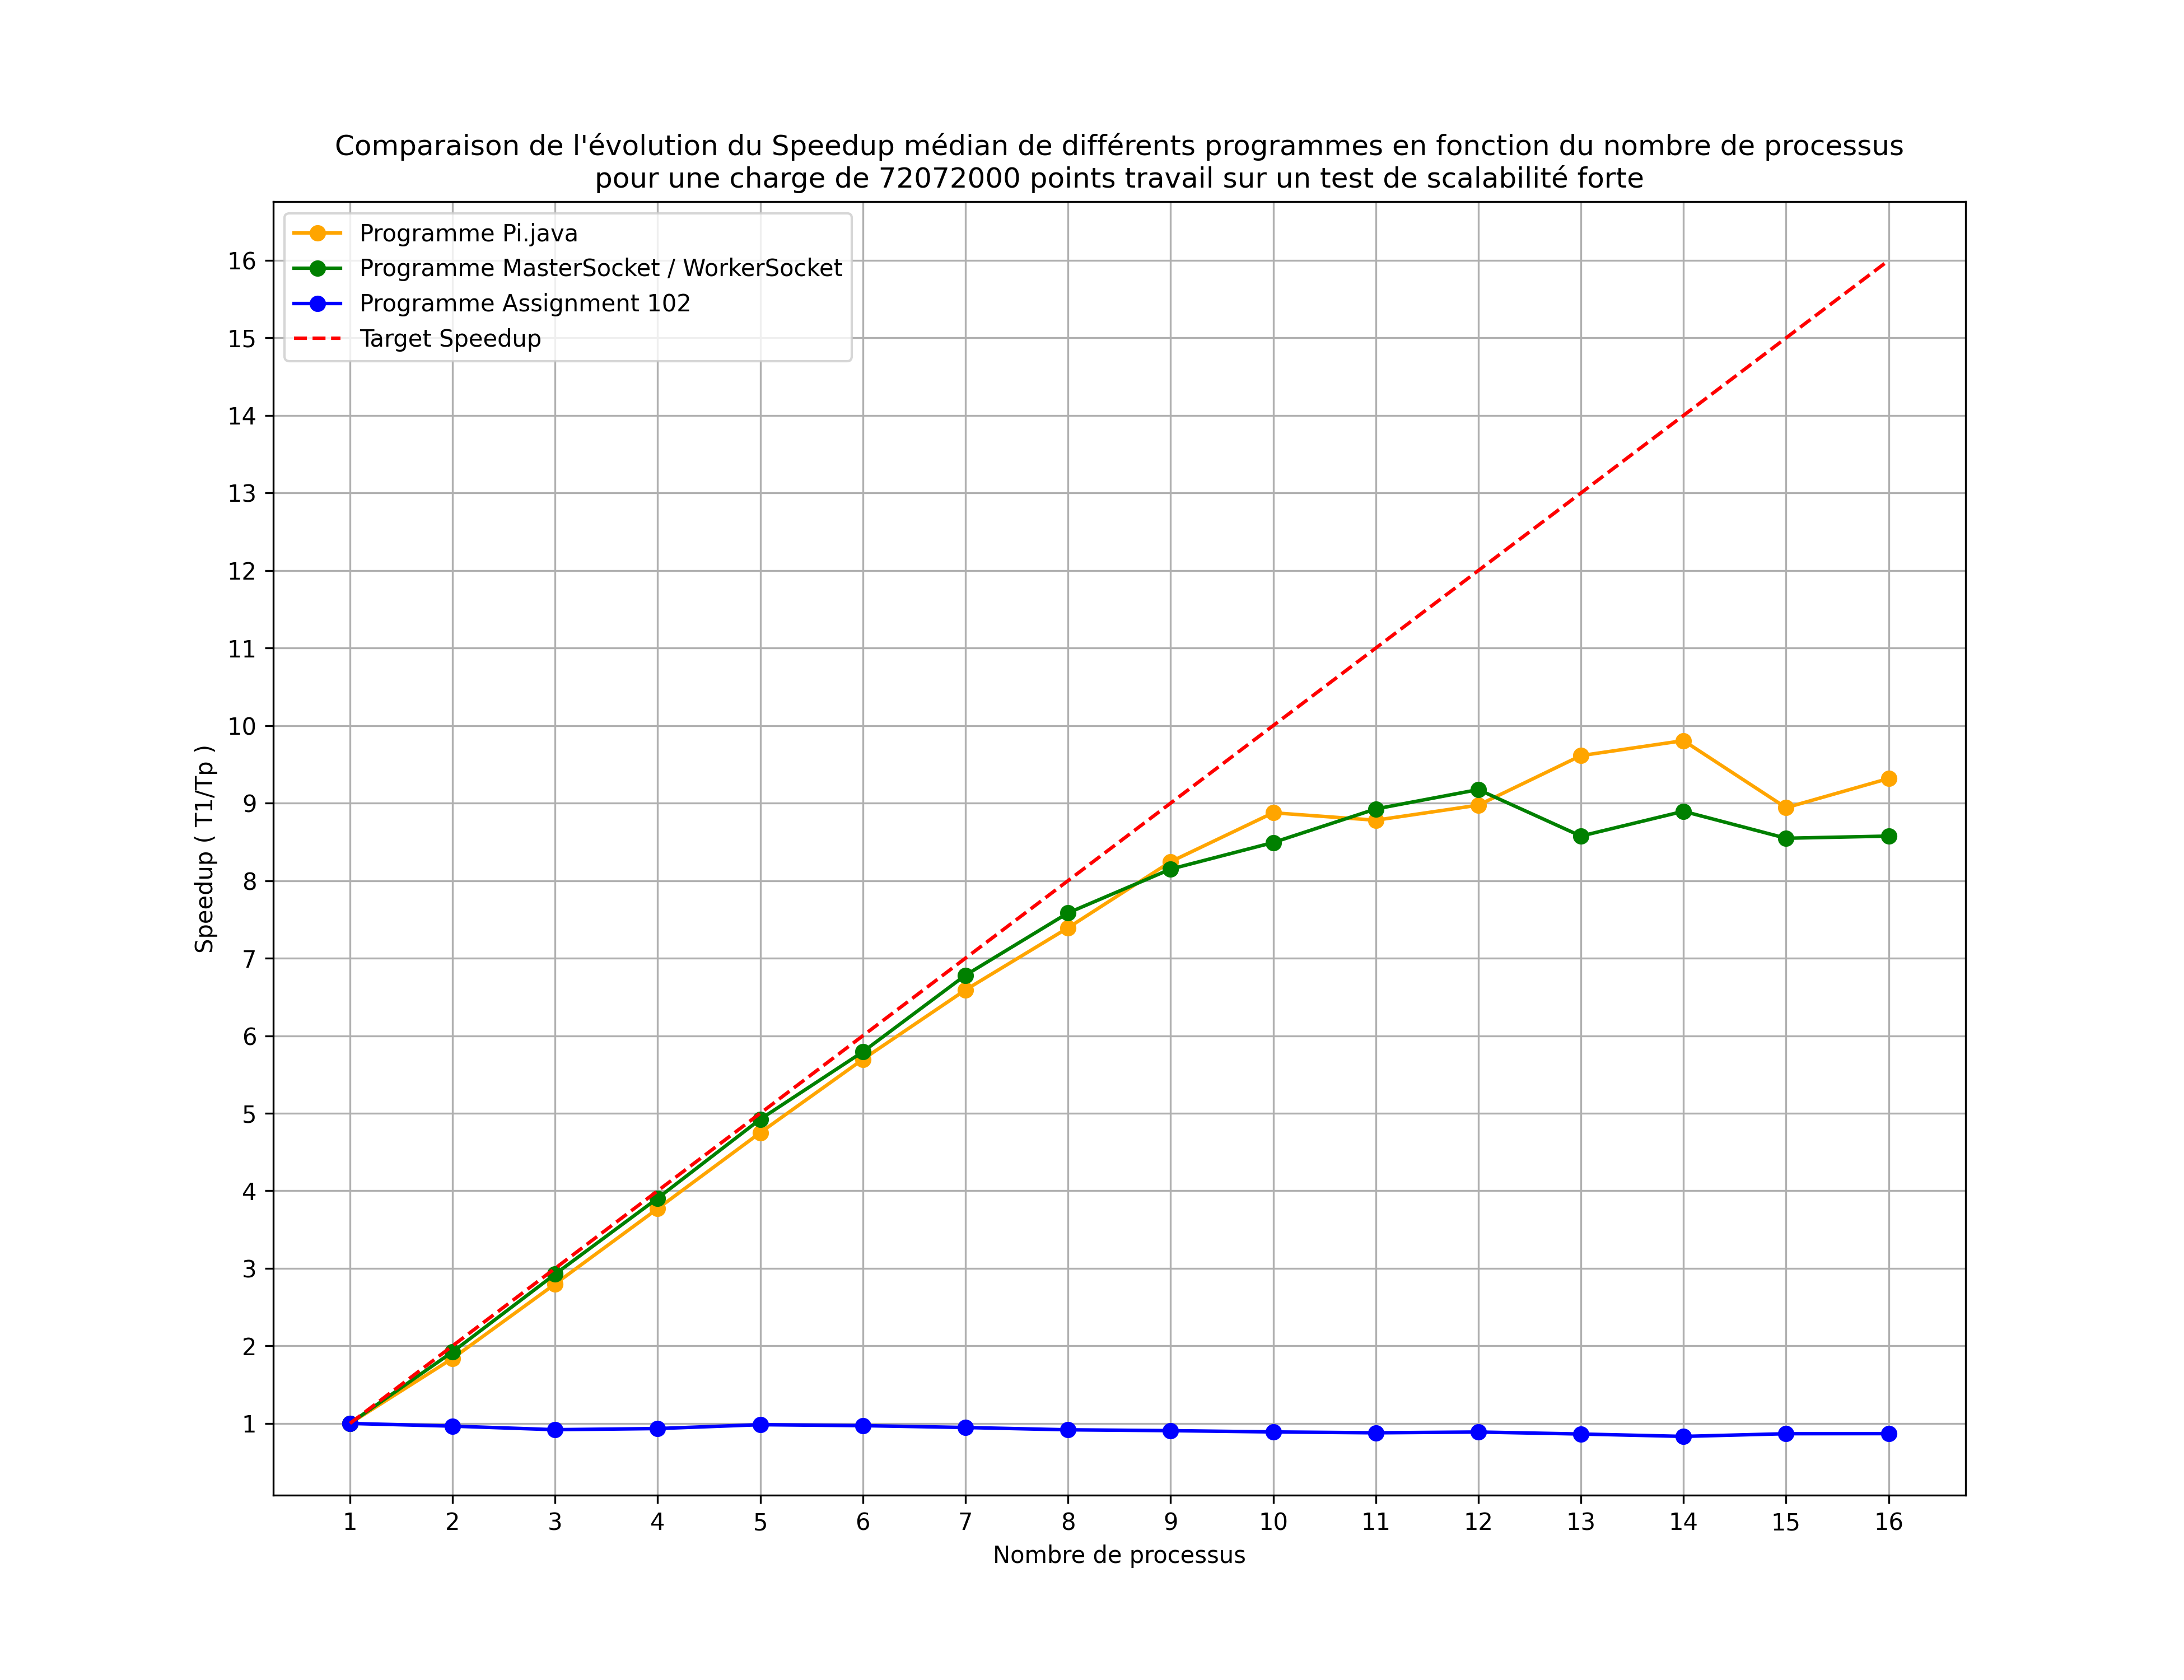 Comparaison de l'évolution du Speedup médian de différents programmes en fonction du nombre de processus
pour une charge de 72072000 points travail sur un test de scalabilité forte
Programme Pi.java
Programme MasterSocket / WorkerSocket
Programme Assignment 102
Target Speedup
16
15
14
13
12
11
10
9
8
7
6
5
4
3
2
1
Speedup ( T1/Tp )
1 2 3 4 5 6 7 8 9 10 11 12 13 14 15 16
Nombre de processus